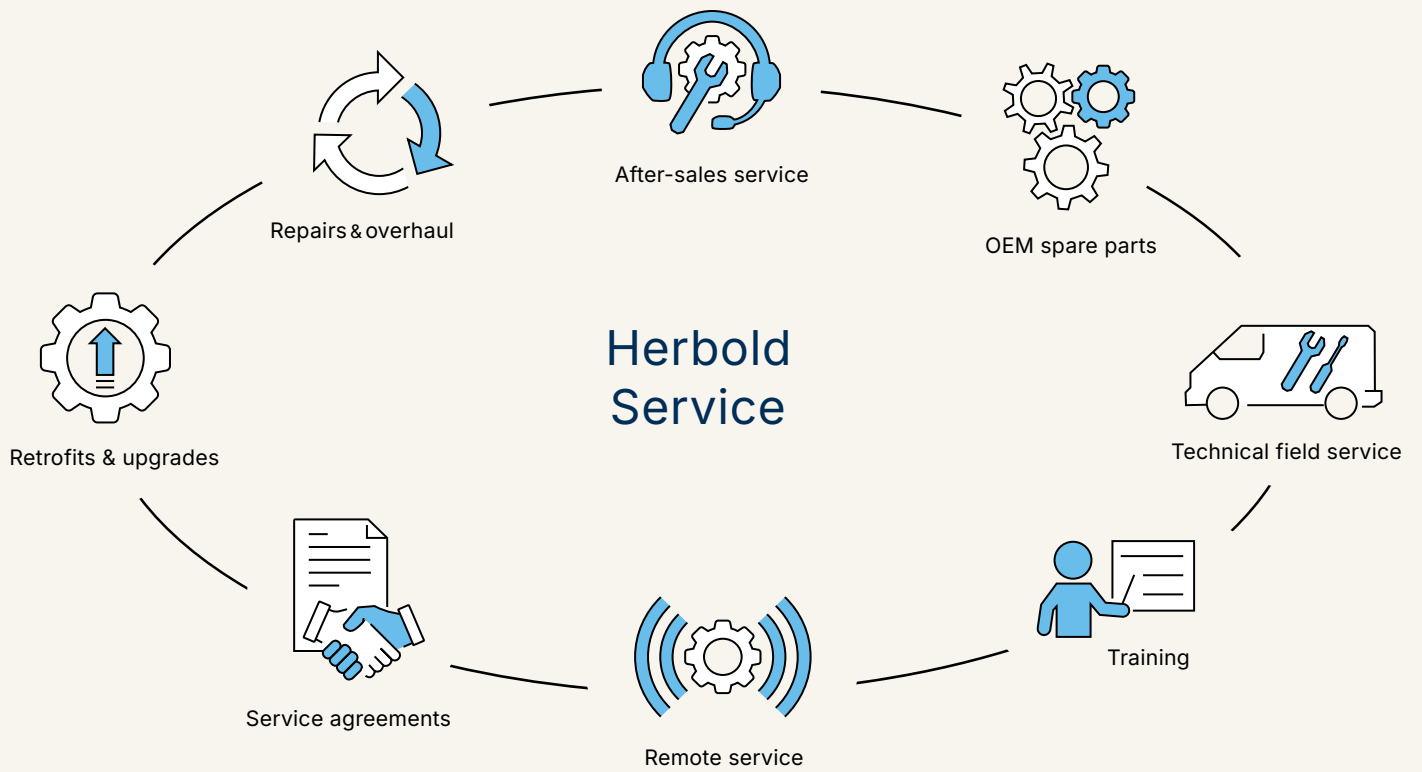 After-sales service
Repairs & overhaul
OEM spare parts
Herbold
Service
Retrofits & upgrades
Technical field service
Training
Service agreements
Remote service